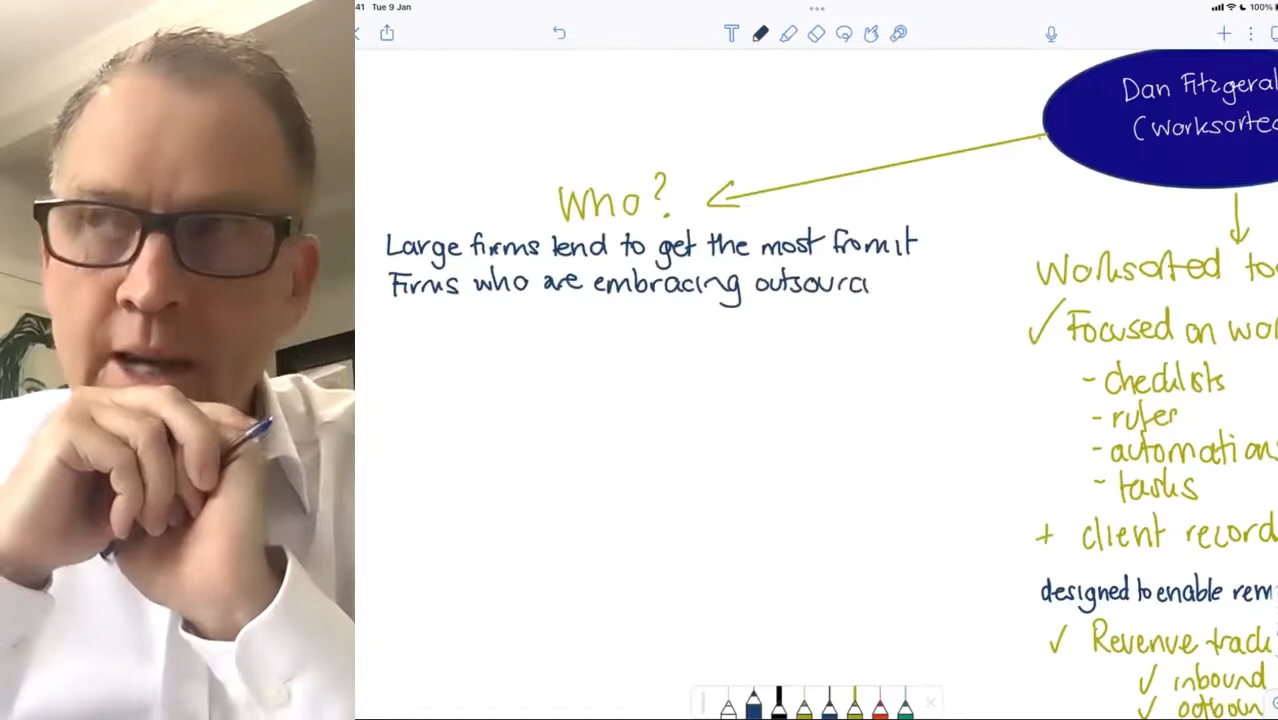 41 Tue 9 Jan
100%
Dan Fitzgeral
(Worksorted
Who?
Large firms tend to get the most from it
Firms who are embracing outsourci
Worksorted to
✓ Focused on wor
- checklists
- rules
- automations
- tasks
+ client record
designed to enable rem
✓ Revenue track
✓ inbound
✓ outboun